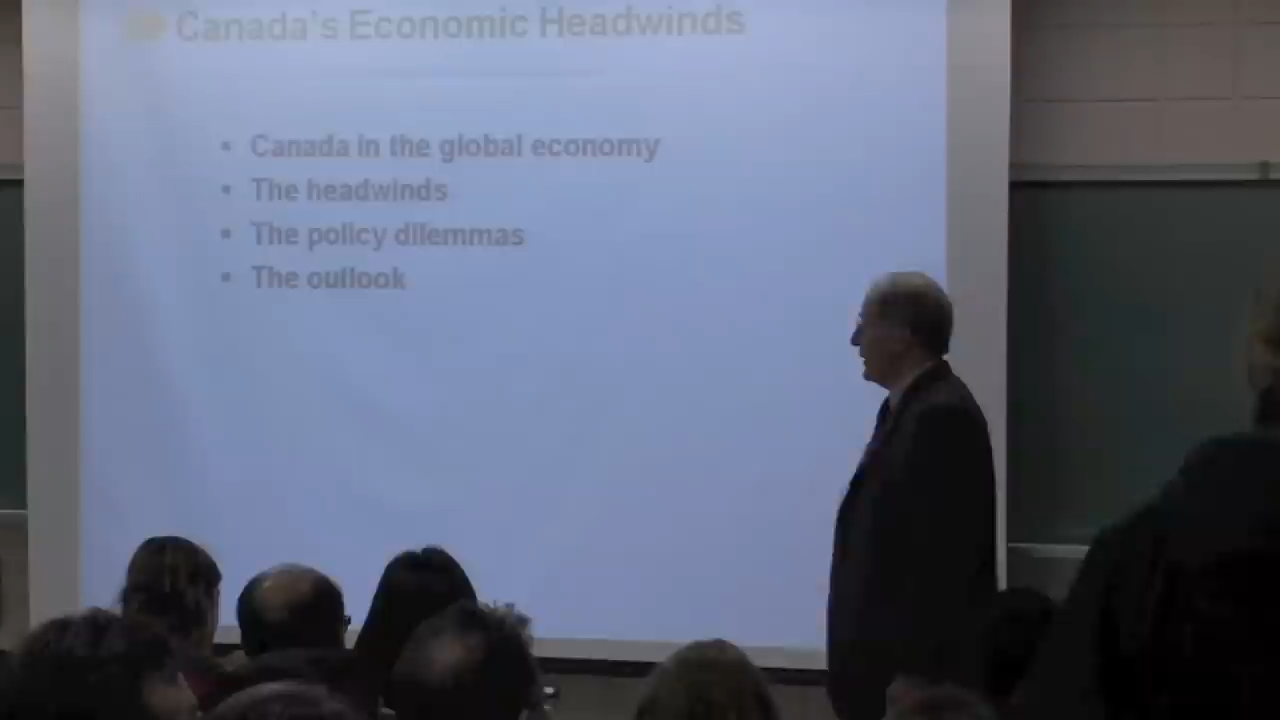 Canada's Economic Headwinds
• Canada in the global economy
• The headwinds
• The policy dilemmas
• The outlook